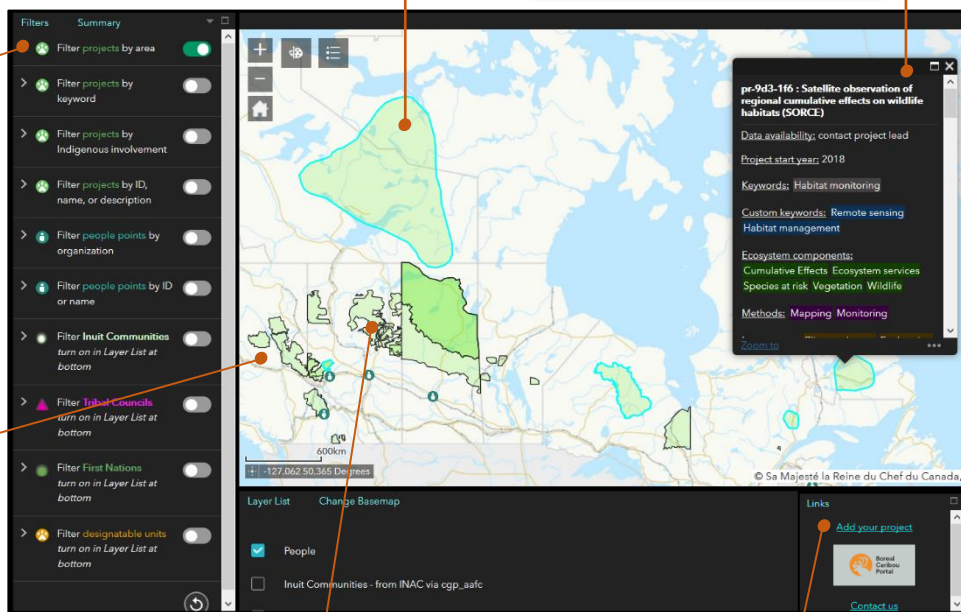 Filters Summary
Filter projects by area
Filter projects by
keyword
Filter projects by
Indigenous involvement
Filter projects by ID,
name, or description
Filter people points by
organization
Filter people points by ID
or name
Filter Inuit Communities
turn on in Layer List at
bottom
Filter Tribal Councils
turn on in Layer List at
bottom
Filter First Nations
turn on in Layer List at
bottom
Filter designatable units
turn on in Layer List at
bottom
pr-9d3-1f6 : Satellite observation of
regional cumulative effects on wildlife
habitats (SORCE)
Data availability: contact project lead
Project start year: 2018
Keywords: Habitat monitoring
Custom keywords: Remote sensing
Habitat management
Ecosystem components:
Cumulative Effects Ecosystem services
Species at risk Vegetation Wildlife
Methods: Mapping Monitoring
Zoom to
600km
-127.062 50.365 Degrees
© Sa Majesté la Reine du Chef du Canada,
Layer List Change Basemap
People
Inuit Communities - from INAC via cgp_aafc
Links
Add your project
Boreal
Caribou
Portal
Contact us